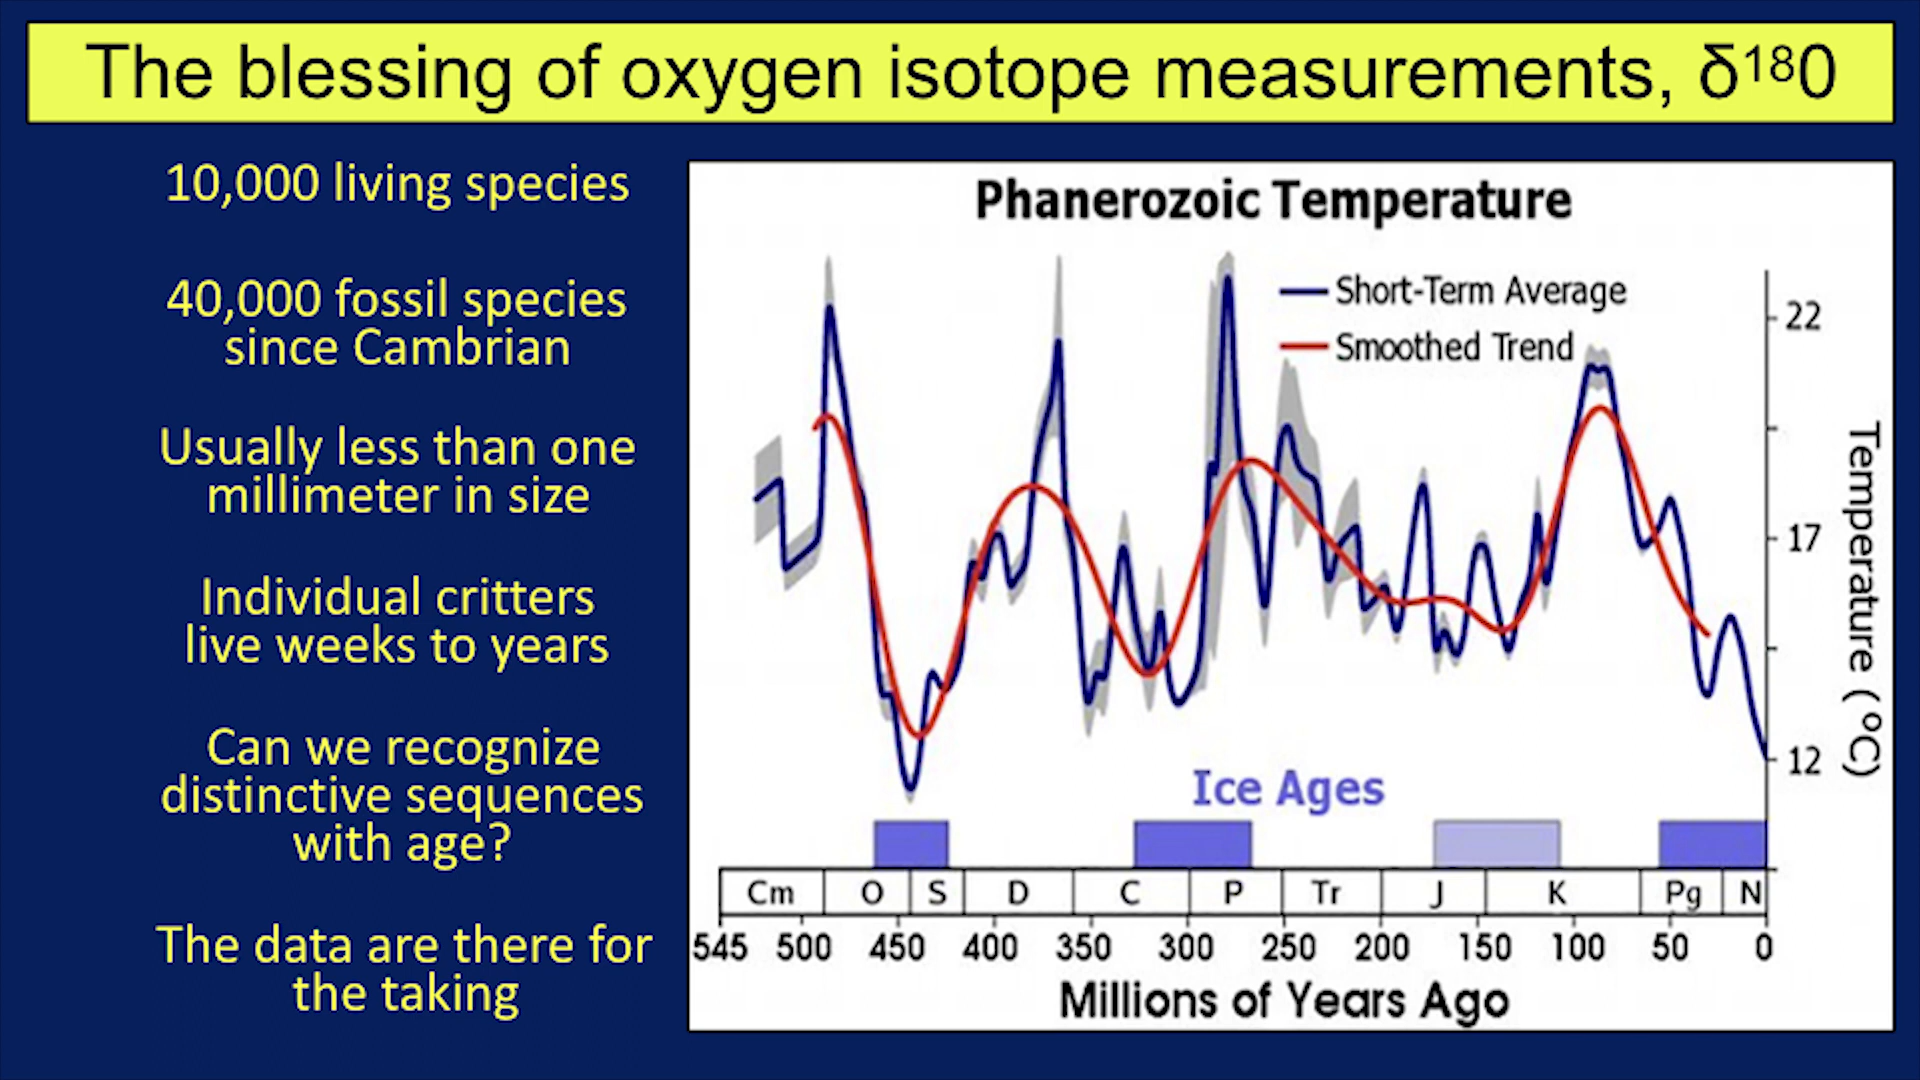 The blessing of oxygen isotope measurements, δ¹⁸0
10,000 living species
40,000 fossil species
since Cambrian
Usually less than one
millimeter in size
Individual critters
live weeks to years
Can we recognize
distinctive sequences
with age?
The data are there for
the taking
Phanerozoic Temperature
Short-Term Average
Smoothed Trend
22
17
12
Temperature (°C)
Ice Ages
Cm O S D C P Tr J K Pg N
545 500 450 400 350 300 250 200 150 100 50 0
Millions of Years Ago